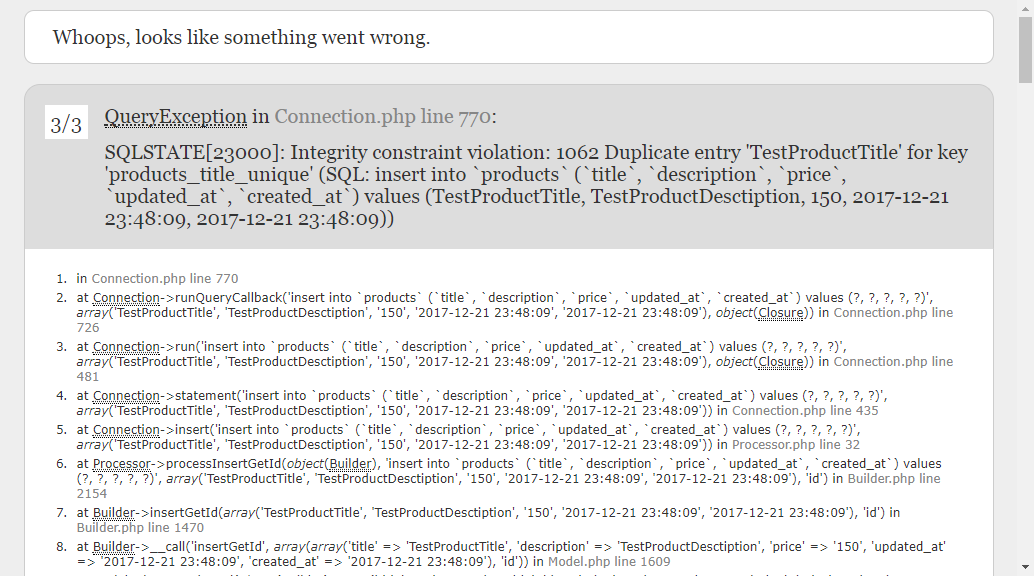 Whoops, looks like something went wrong.
3/3
QueryException in Connection.php line 770:
SQLSTATE[23000]: Integrity constraint violation: 1062 Duplicate entry 'TestProductTitle' for key
'products_title_unique' (SQL: insert into `products` (`title`, `description`, `price`,
`updated_at`, `created_at`) values (TestProductTitle, TestProductDesctiption, 150, 2017-12-21
23:48:09, 2017-12-21 23:48:09))
1. in Connection.php line 770
2. at Connection->runQueryCallback('insert into `products` (`title`, `description`, `price`, `updated_at`, `created_at`) values (?, ?, ?, ?, ?)',
array('TestProductTitle', 'TestProductDesctiption', '150', '2017-12-21 23:48:09', '2017-12-21 23:48:09'), object(Closure)) in Connection.php line
726
3. at Connection->run('insert into `products` (`title`, `description`, `price`, `updated_at`, `created_at`) values (?, ?, ?, ?, ?)',
array('TestProductTitle', 'TestProductDesctiption', '150', '2017-12-21 23:48:09', '2017-12-21 23:48:09'), object(Closure)) in Connection.php line
481
4. at Connection->statement('insert into `products` (`title`, `description`, `price`, `updated_at`, `created_at`) values (?, ?, ?, ?, ?)',
array('TestProductTitle', 'TestProductDesctiption', '150', '2017-12-21 23:48:09', '2017-12-21 23:48:09')) in Connection.php line 435
5. at Connection->insert('insert into `products` (`title`, `description`, `price`, `updated_at`, `created_at`) values (?, ?, ?, ?, ?)',
array('TestProductTitle', 'TestProductDesctiption', '150', '2017-12-21 23:48:09', '2017-12-21 23:48:09')) in Processor.php line 32
6. at Processor->processInsertGetId(object(Builder), 'insert into `products` (`title`, `description`, `price`, `updated_at`, `created_at`) values
(?, ?, ?, ?, ?)', array('TestProductTitle', 'TestProductDesctiption', '150', '2017-12-21 23:48:09', '2017-12-21 23:48:09'), 'id') in Builder.php line
2154
7. at Builder->insertGetId(array('TestProductTitle', 'TestProductDesctiption', '150', '2017-12-21 23:48:09', '2017-12-21 23:48:09'), 'id') in
Builder.php line 1470
8. at Builder->__call('insertGetId', array(array('title' => 'TestProductTitle', 'description' => 'TestProductDesctiption', 'price' => '150', 'updated_at'
=> '2017-12-21 23:48:09', 'created_at' => '2017-12-21 23:48:09'), 'id')) in Model.php line 1609